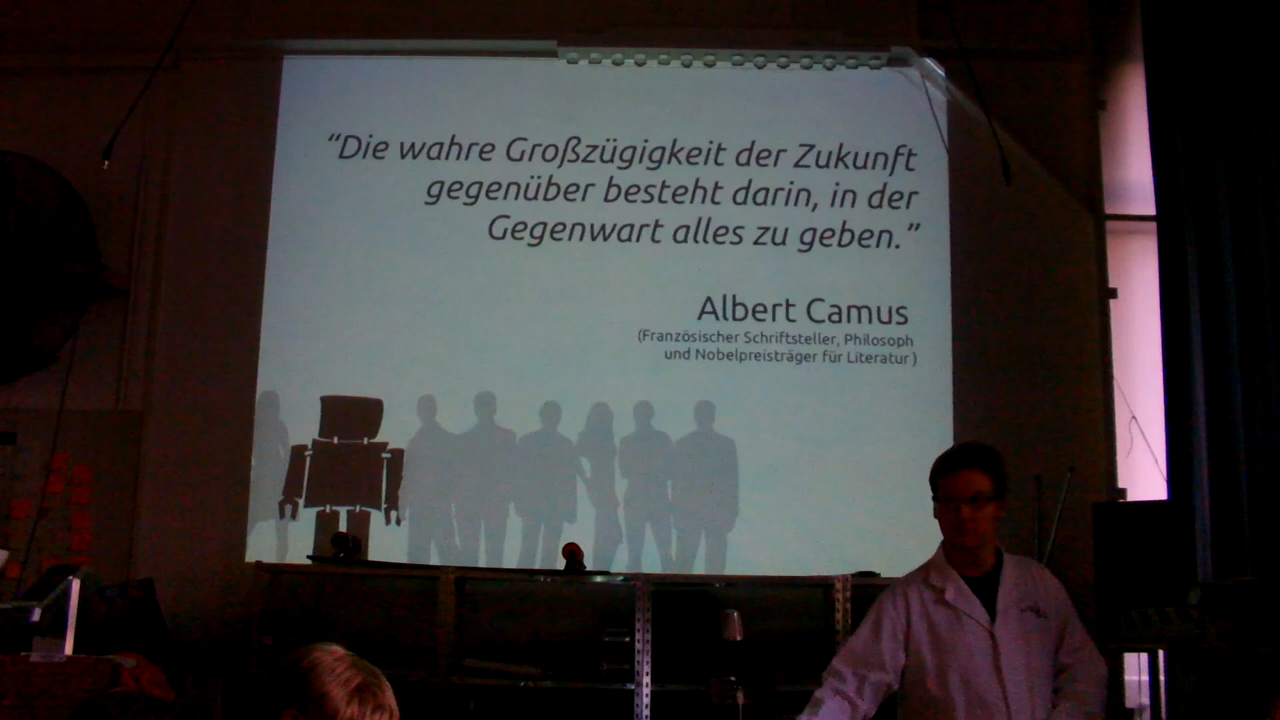 “Die wahre Großzügigkeit der Zukunft
gegenüber besteht darin, in der
Gegenwart alles zu geben.”
Albert Camus
(Französischer Schriftsteller, Philosoph
und Nobelpreisträger für Literatur)